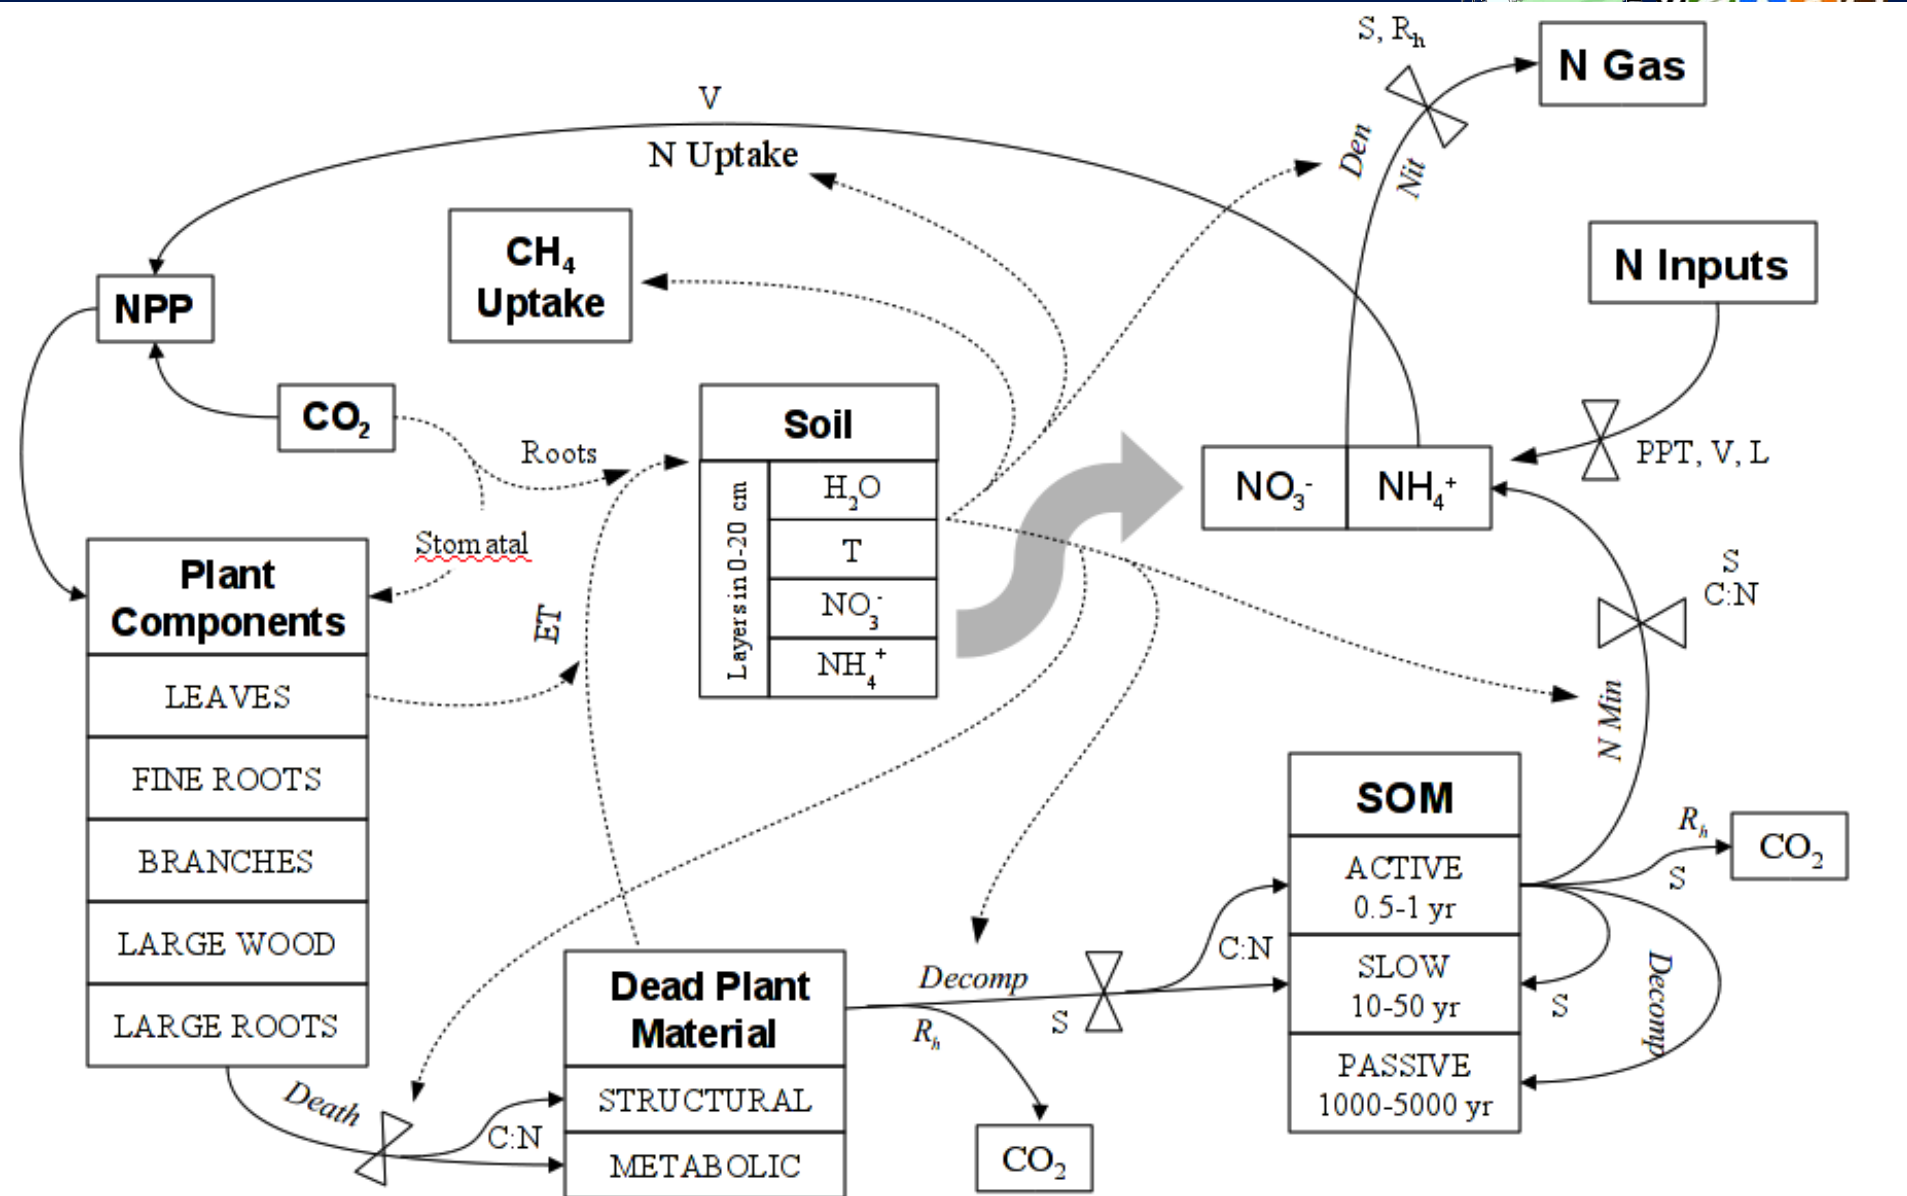 S, Rₕ
N Gas
V
N Uptake
Den
Nit
CH₄
Uptake
N Inputs
NPP
CO₂
Roots
Soil
PPT, V, L
Layers in 0-20 cm
H₂O
T
NO₃⁻
NH₄⁺
NO₃⁻
NH₄⁺
Stomatal
ET
S
C:N
N Min
Plant
Components
LEAVES
FINE ROOTS
BRANCHES
LARGE WOOD
LARGE ROOTS
SOM
ACTIVE
0.5-1 yr
SLOW
10-50 yr
PASSIVE
1000-5000 yr
Rₕ
CO₂
S
S
Decomp
C:N
Decomp
S
Rₕ
CO₂
Dead Plant
Material
STRUCTURAL
METABOLIC
Death
C:N